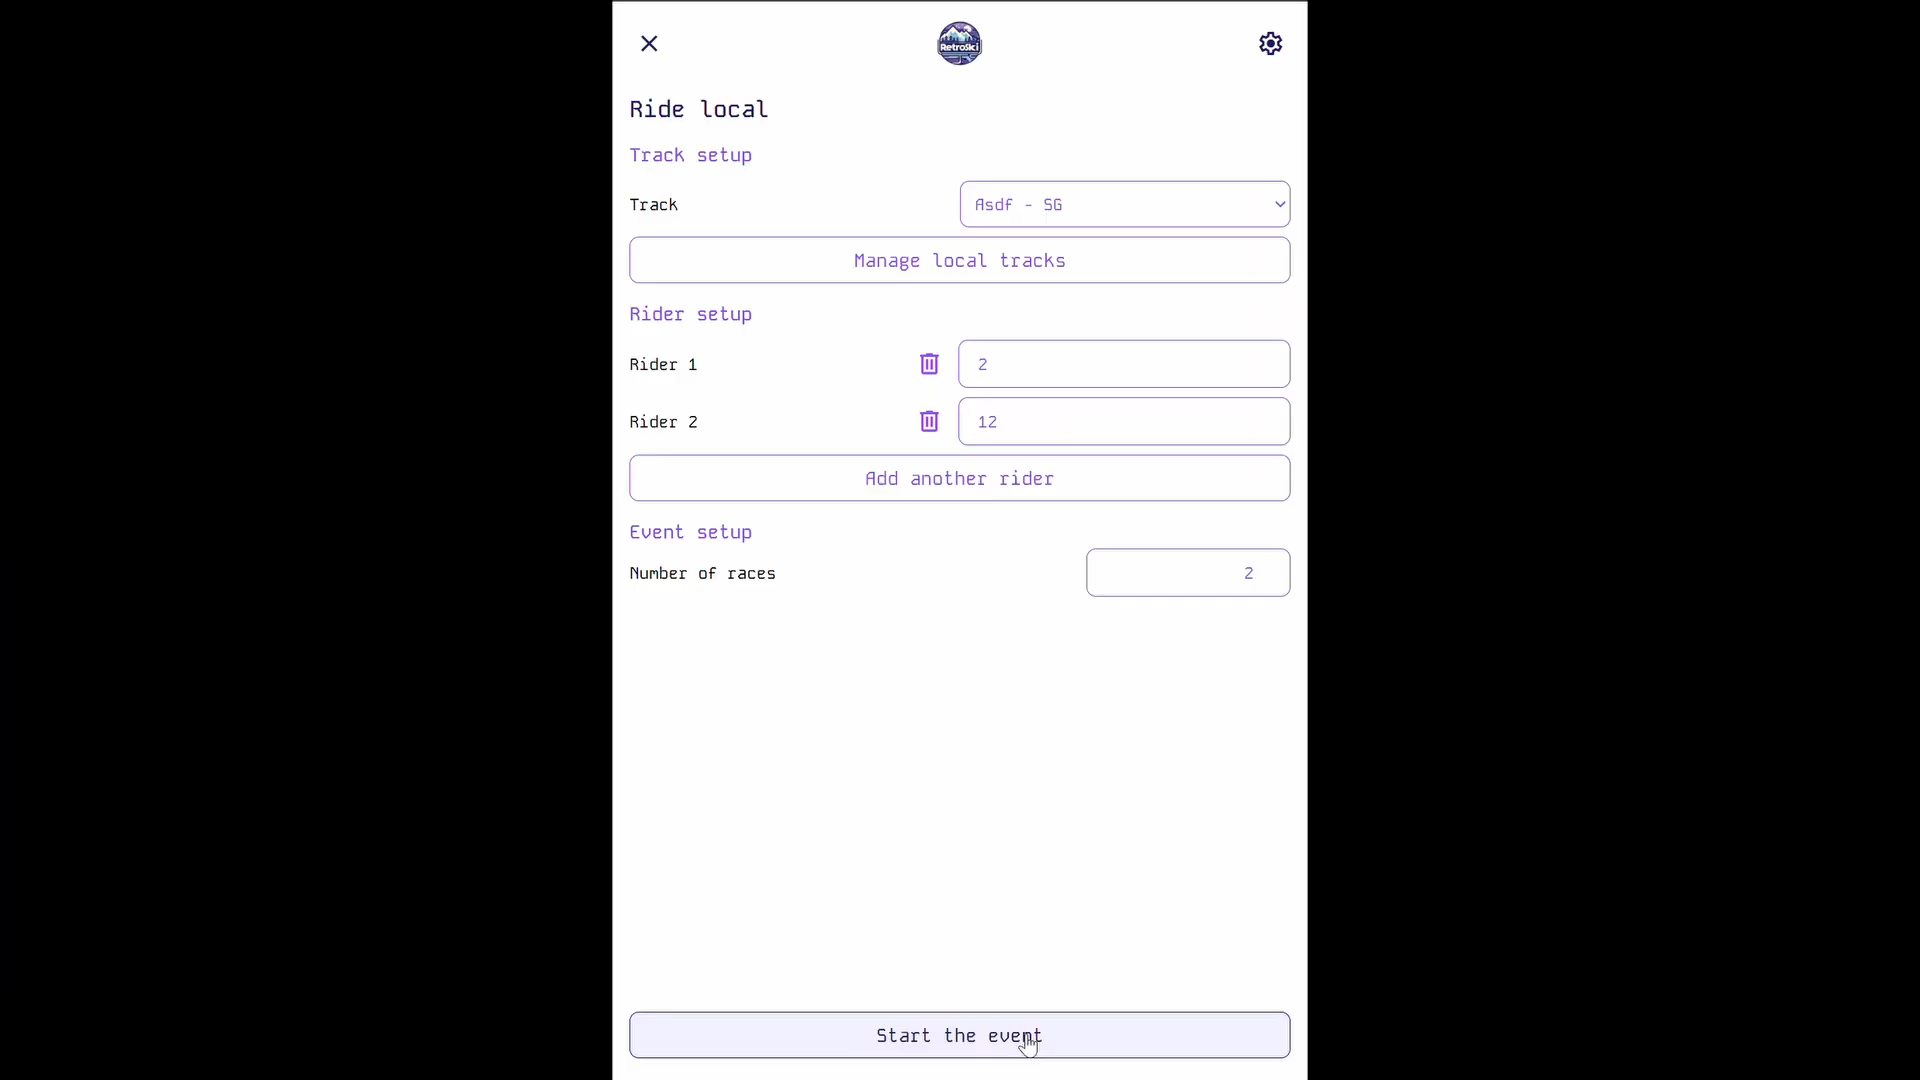 RetroSki
Ride local
Track setup
Track
Asdf - SG
Manage local tracks
Rider setup
Rider 1
2
Rider 2
12
Add another rider
Event setup
Number of races
2
Start the event